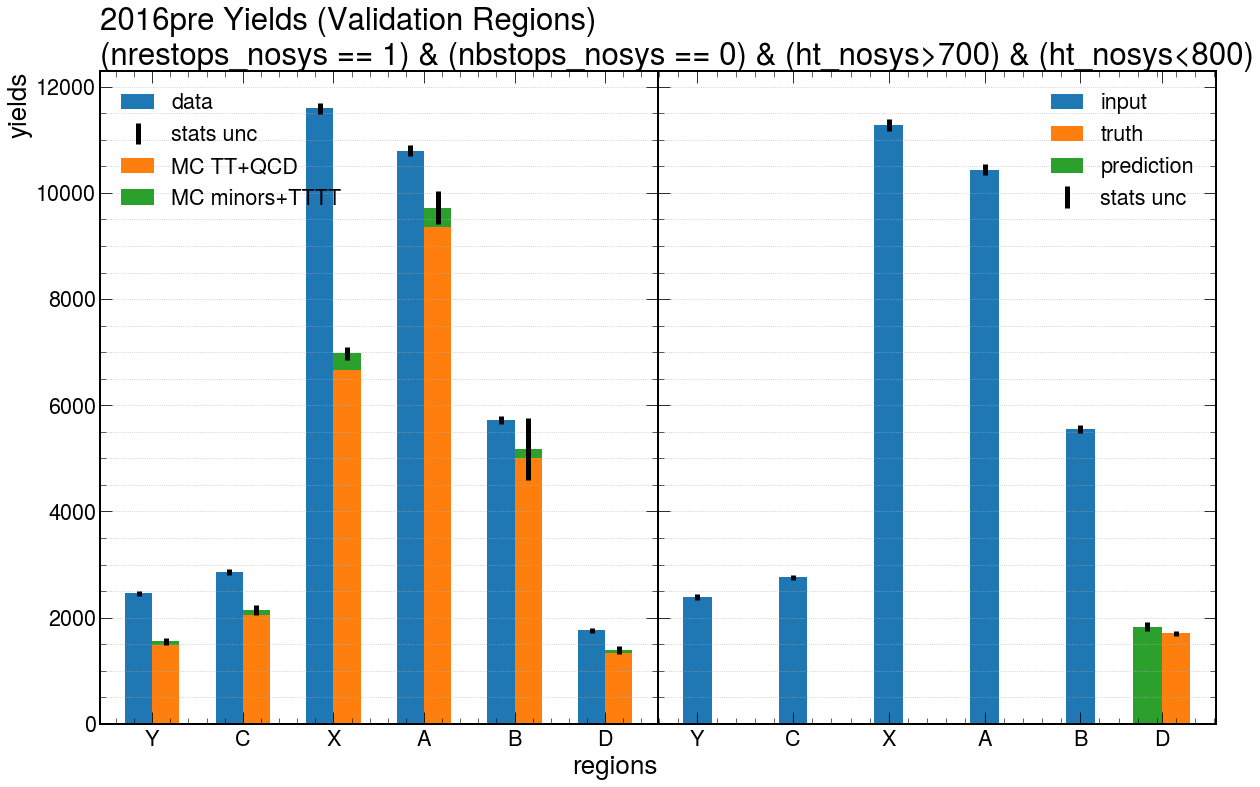 2016pre Yields (Validation Regions)
(nrestops_nosys == 1) & (nbstops_nosys == 0) & (ht_nosys>700) & (ht_nosys<800)
yields
12000
10000
8000
6000
4000
2000
0
data
stats unc
MC TT+QCD
MC minors+TTTT
input
truth
prediction
stats unc
Y C X A B D
Y C X A B D
regions